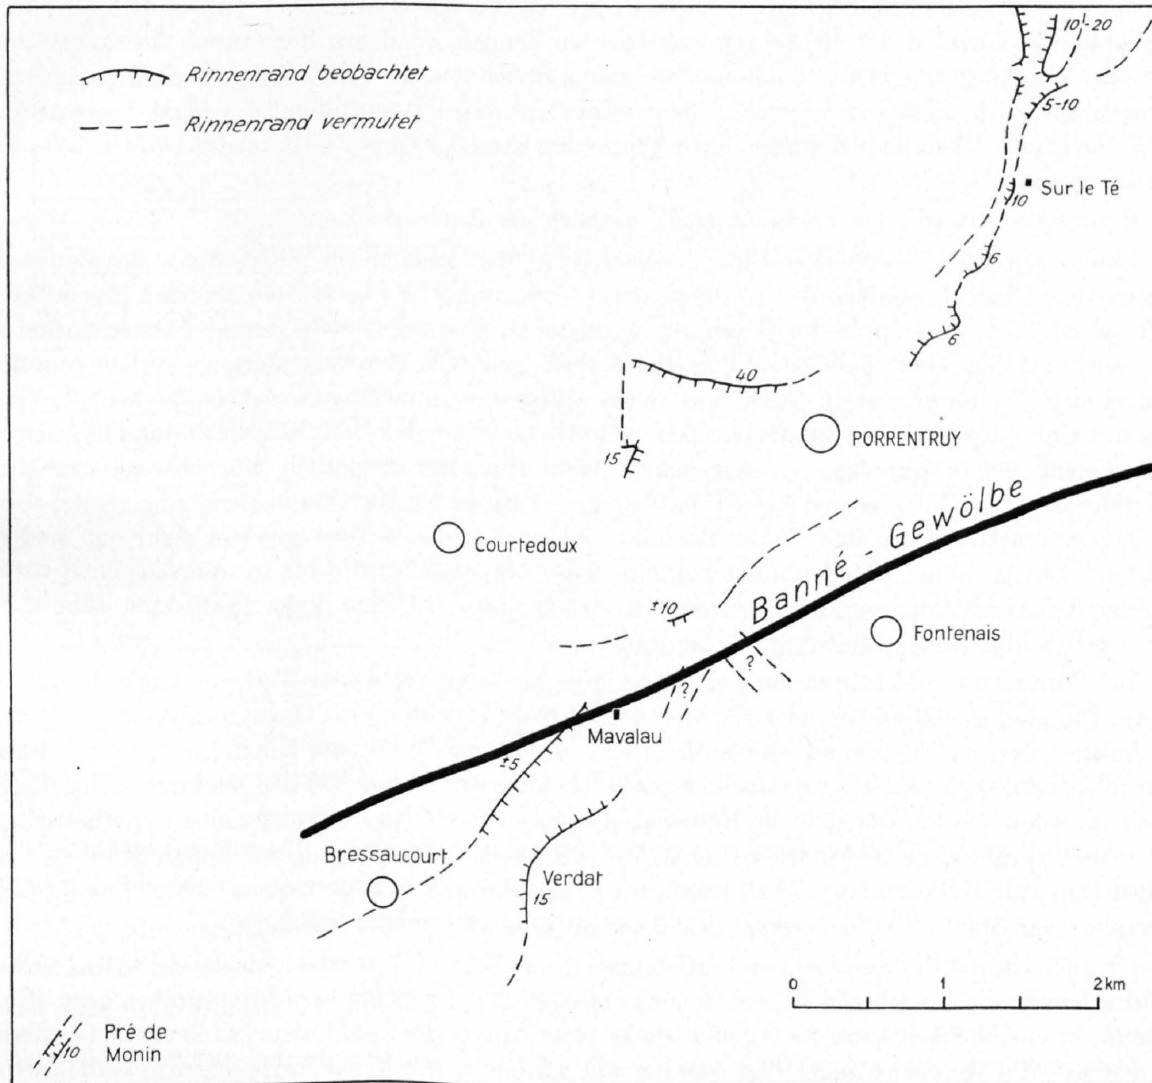 Rinnenrand beobachtet
Rinnenrand vermutet
10'-20
5-10
Sur le Té
10
6
6
40
PORRENTRUY
15
Courtedoux
Banné-Gewölbe
±10
Fontenais
?
?
Mavalau
±5
Bressaucourt
Verdat
15
0 1 2 km
Pré de
Monin
10